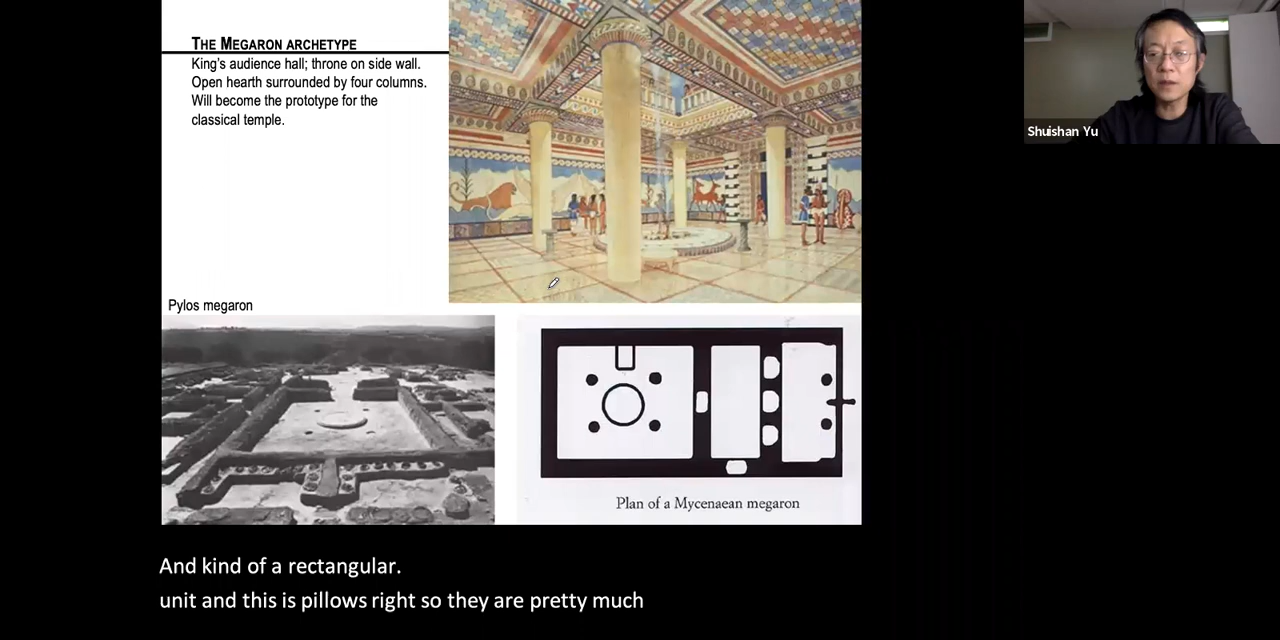 THE MEGARON ARCHETYPE
King's audience hall; throne on side wall.
Open hearth surrounded by four columns.
Will become the prototype for the
classical temple.
Shuishan Yu
Pylos megaron
Plan of a Mycenaean megaron
And kind of a rectangular.
unit and this is pillows right so they are pretty much